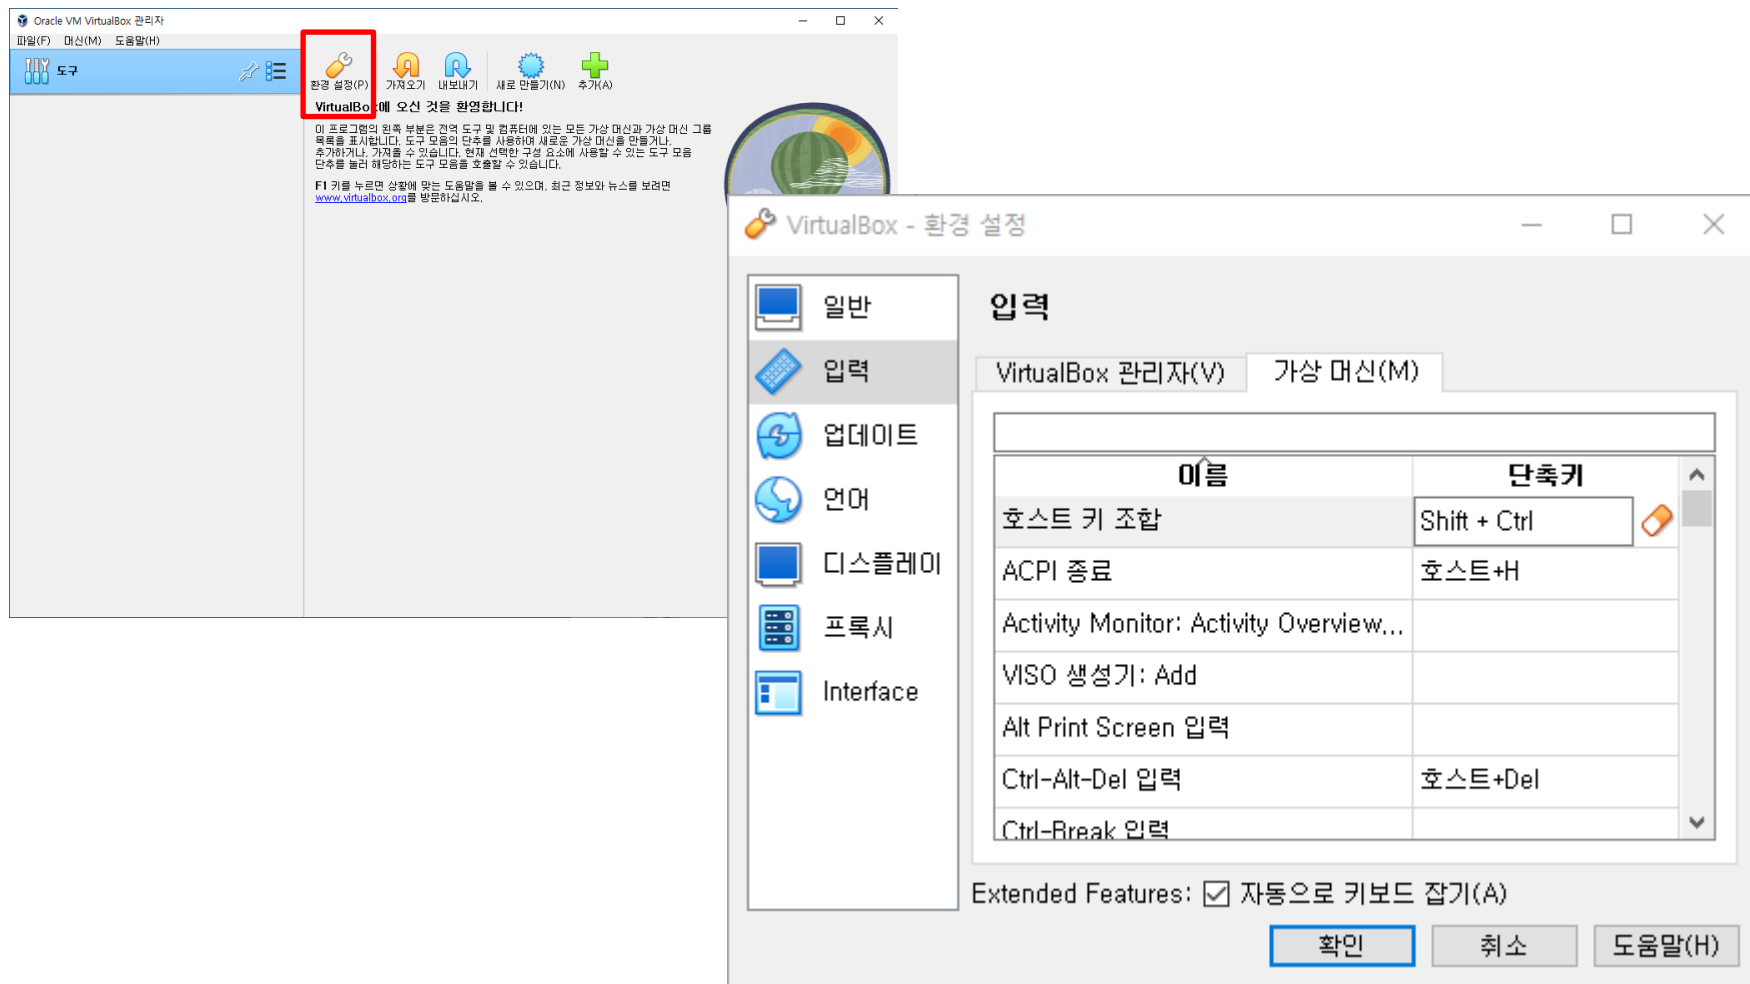 Oracle VM VirtualBox 관리자
파일(F) 머신(M) 도움말(H)
도구
환경 설정(P) 가져오기 내보내기 새로 만들기(N) 추가(A)
VirtualBox에 오신 것을 환영합니다!
이 프로그램의 왼쪽 부분은 전역 도구 및 컴퓨터에 있는 모든 가상 머신과 가상 머신 그룹
목록을 표시합니다. 도구 모음의 단추를 사용하여 새로운 가상 머신을 만들거나,
추가하거나, 가져올 수 있습니다. 현재 선택한 구성 요소에 사용할 수 있는 도구 모음
단추를 눌러 해당하는 도구 모음을 호출할 수 있습니다.
F1 키를 누르면 상황에 맞는 도움말을 볼 수 있으며, 최근 정보와 뉴스를 보려면
www.virtualbox.org를 방문하십시오.
VirtualBox - 환경 설정
일반
입력
업데이트
언어
디스플레이
프록시
Interface
입력
VirtualBox 관리자(V) 가상 머신(M)
이름 단축키
호스트 키 조합 Shift + Ctrl
ACPI 종료 호스트+H
Activity Monitor: Activity Overview...
VISO 생성기: Add
Alt Print Screen 입력
Ctrl-Alt-Del 입력 호스트+Del
Ctrl-Break 입력
Extended Features: 자동으로 키보드 잡기(A)
확인 취소 도움말(H)